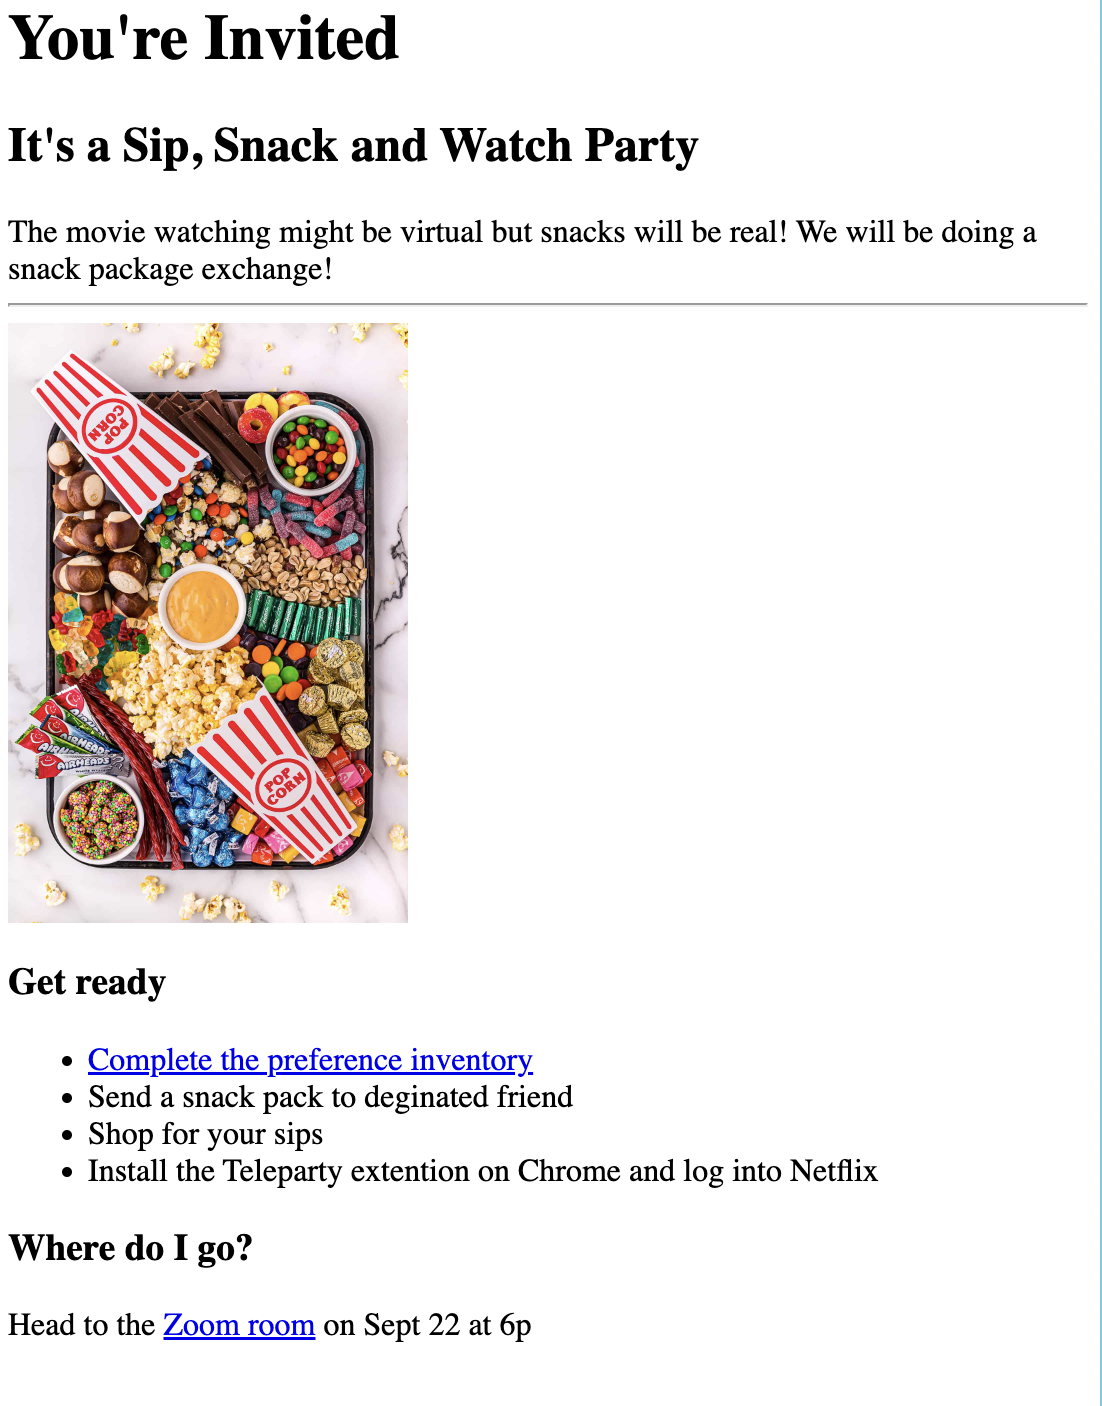 You're Invited
It's a Sip, Snack and Watch Party
The movie watching might be virtual but snacks will be real! We will be doing a
snack package exchange!
POP
CORN
AIRHEADS
AIRHEADS
POP
CORN
Get ready
Complete the preference inventory
Send a snack pack to deginated friend
Shop for your sips
Install the Teleparty extention on Chrome and log into Netflix
Where do I go?
Head to the Zoom room on Sept 22 at 6p